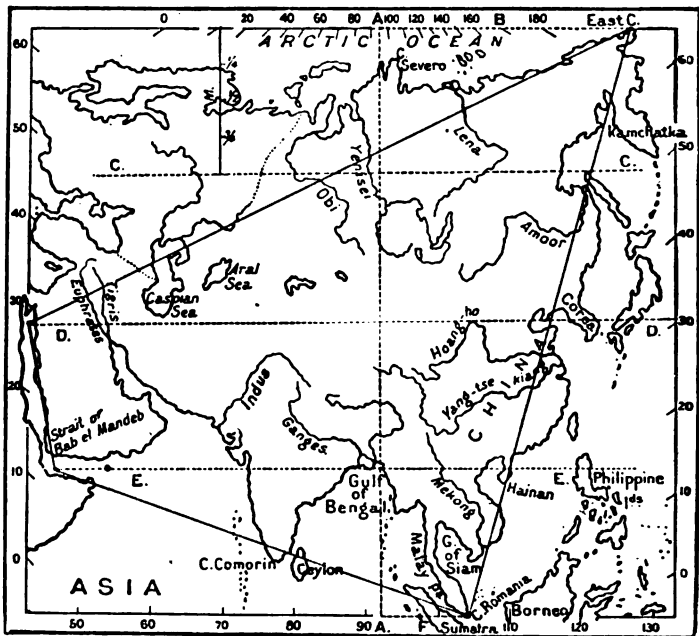 0 30 40 60 80 A. 100 120 140 160 B 180
East C.
ARCTIC OCEAN
60
60
Severo
Kamchatka
50
Lena
50
Yenisei
C.
C.
Obi
40
Amoor
40
Aral
Sea
Caspian
Sea
Tigris
Euphrates
30
Corea
30
D.
D.
Hoang-ho
20
Indus
Yang-tse
kiang
20
Strait of
Bab el Mandeb
Ganges
CHINA
10
E.
Gulf
of
Bengal.
Mekong
Hainan
E.
Philippine
Ids
10
0
C. Comorin
Ceylon
Malay Pa
G.
of
Siam
0
ASIA
C. Romania
Borneo
50 60 70 80 90 A. F Sumatra 110 120 130